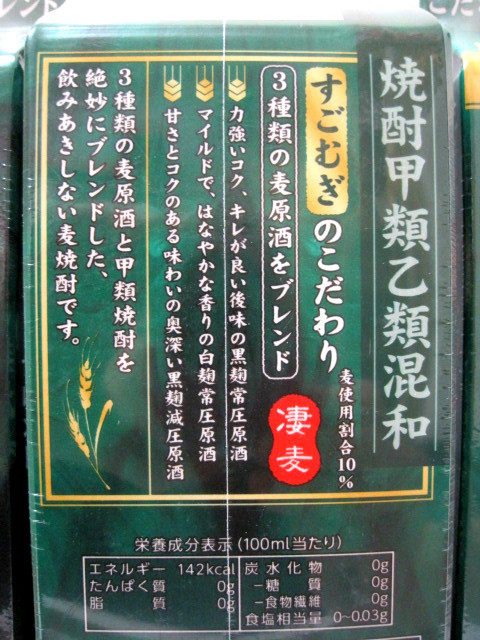 焼酎甲類乙類混和
すごむぎのこだわり
麦使用割合10%
凄麦
3種類の麦原酒をブレンド
力強いコク、キレが良い後味の黒麹常圧原酒
マイルドで、はなやかな香りの白麹常圧原酒
甘さとコクのある味わいの奥深い黒麹減圧原酒
3種類の麦原酒と甲類焼酎を
絶妙にブレンドした、
飲みあきしない麦焼酎です。
栄養成分表示(100ml当たり)
エネルギー 142kcal
たんぱく質 0g
脂質 0g
炭水化物 0g
−糖質 0g
−食物繊維 0g
食塩相当量 0~0.03g
レンド
こだ